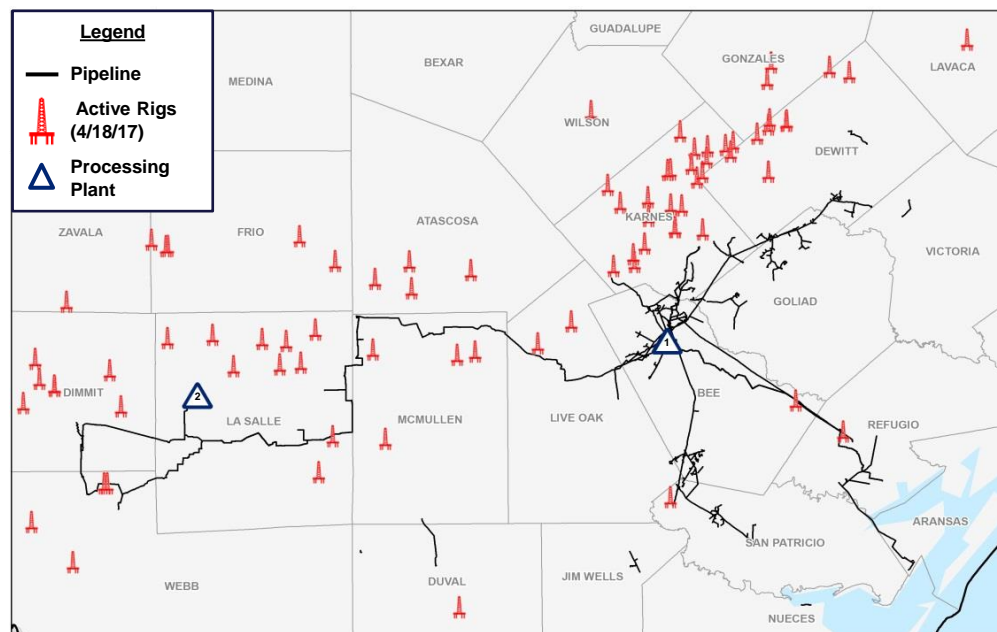 Legend
Pipeline
Active Rigs
(4/18/17)
Processing
Plant
GUADALUPE
BEXAR
MEDINA
GONZALES
LAVACA
WILSON
DEWITT
ATASCOSA
KARNES
ZAVALA
FRIO
VICTORIA
GOLIAD
1
DIMMIT
2
BEE
LA SALLE
MCMULLEN
LIVE OAK
REFUGIO
ARANSAS
SAN PATRICIO
WEBB
DUVAL
JIM WELLS
NUECES